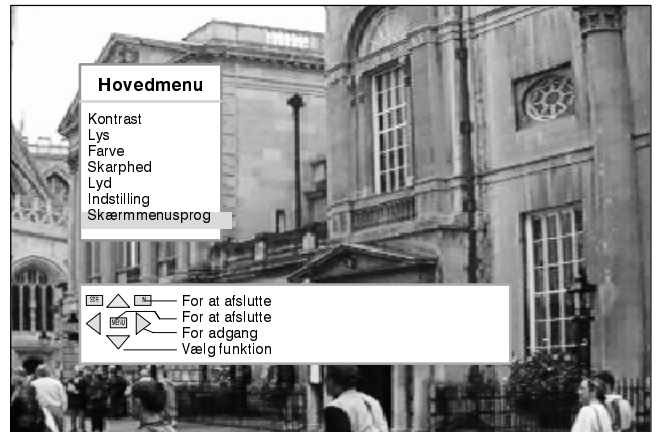 Hovedmenu
Kontrast
Lys
Farve
Skarphed
Lyd
Indstilling
Skærmmenusprog
STR
N
For at afslutte
MENU
For at afslutte
For adgang
Vælg funktion